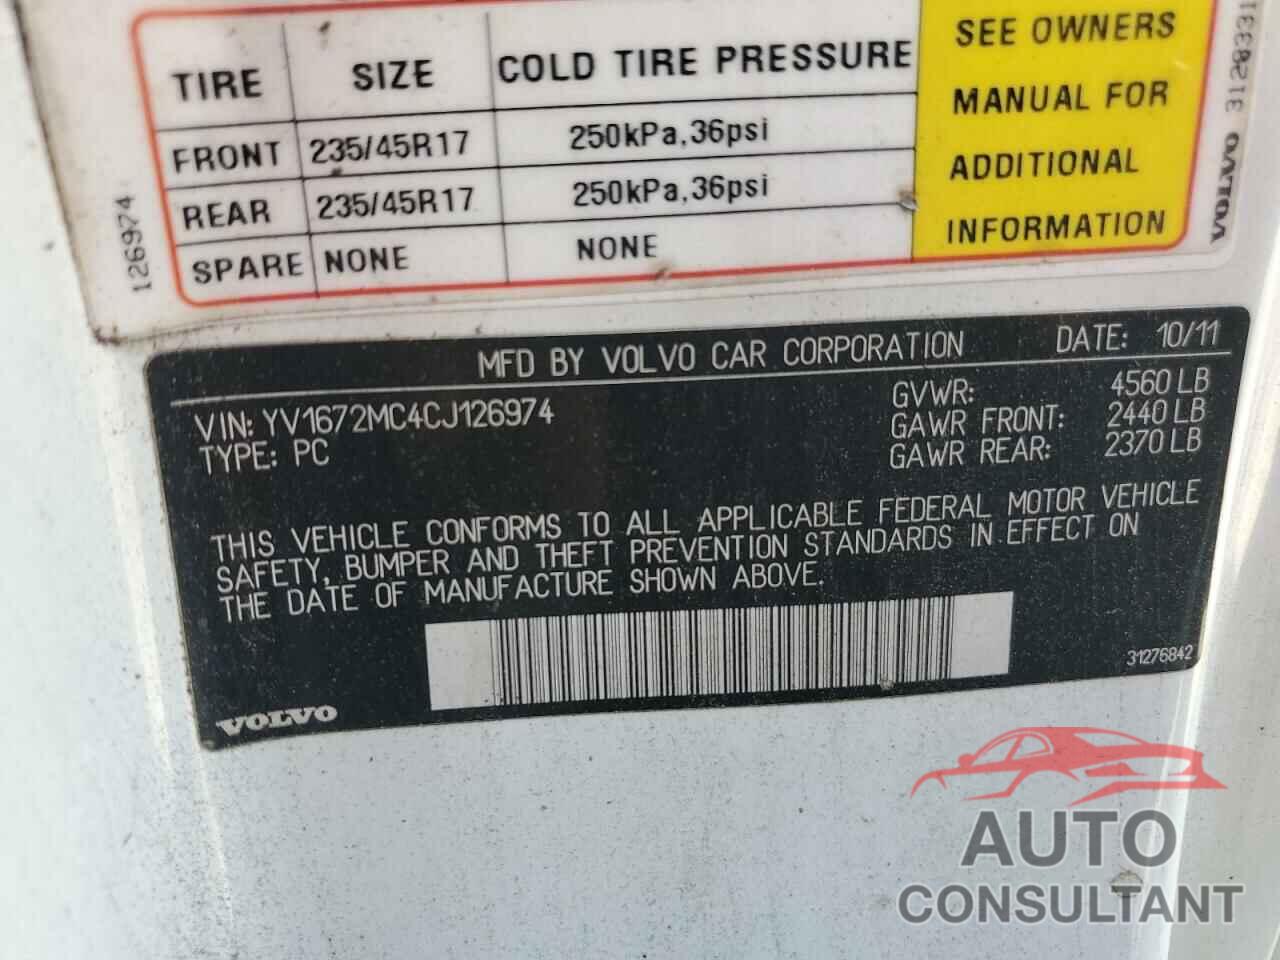 TIRE SIZE COLD TIRE PRESSURE
FRONT 235/45R17 250kPa,36psi
REAR 235/45R17 250kPa,36psi
SPARE NONE NONE
SEE OWNERS
MANUAL FOR
ADDITIONAL
INFORMATION
126974
VOLVO
MFD BY VOLVO CAR CORPORATION DATE: 10/11
VIN: YV1672MC4CJ126974
TYPE: PC
GVWR: 4560 LB
GAWR FRONT: 2440 LB
GAWR REAR: 2370 LB
THIS VEHICLE CONFORMS TO ALL APPLICABLE FEDERAL MOTOR VEHICLE
SAFETY, BUMPER AND THEFT PREVENTION STANDARDS IN EFFECT ON
THE DATE OF MANUFACTURE SHOWN ABOVE.
31276842
VOLVO
AUTO
CONSULTANT